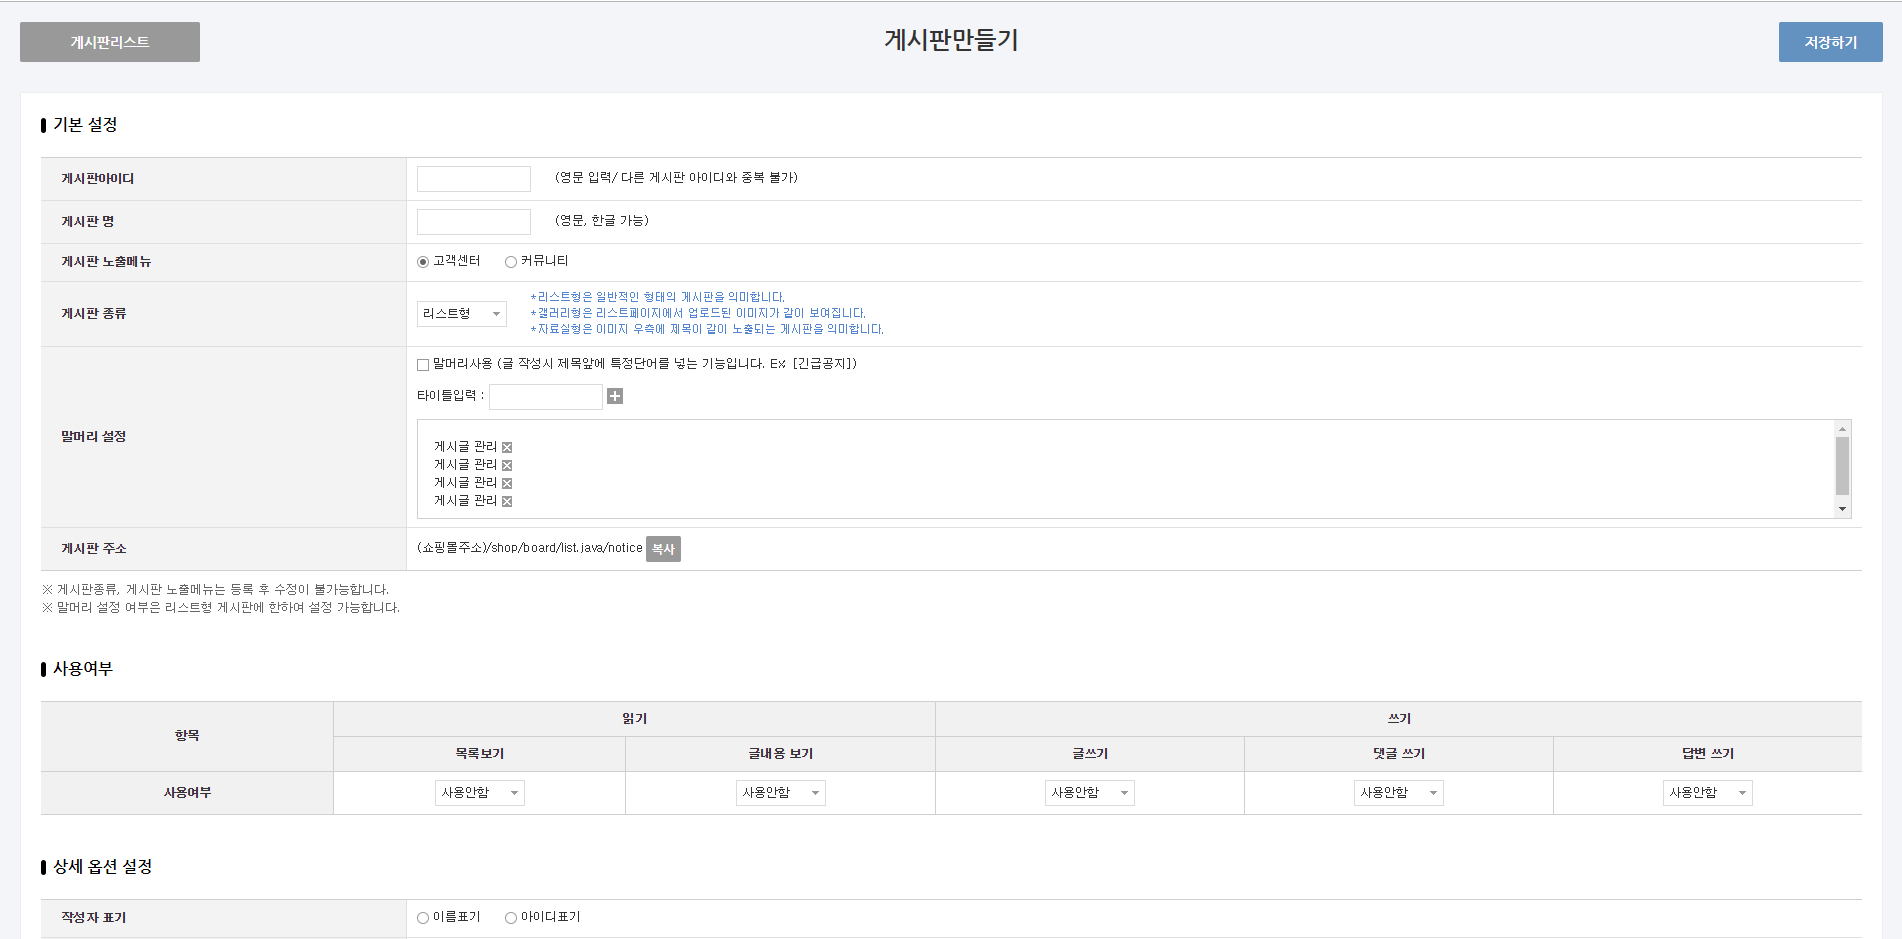 게시판리스트
게시판만들기
저장하기
기본 설정
게시판아이디
(영문 입력/ 다른 게시판 아이디와 중복 불가)
게시판 명
(영문, 한글 가능)
게시판 노출메뉴
고객센터 커뮤니티
게시판 종류
리스트형
*리스트형은 일반적인 형태의 게시판을 의미합니다.
*갤러리형은 리스트페이지에서 업로드된 이미지가 같이 보여집니다.
*자료실형은 이미지 우측에 제목이 같이 노출되는 게시판을 의미합니다.
말머리 설정
말머리사용 (글 작성시 제목앞에 특정단어를 넣는 기능입니다. Ex. [긴급공지])
타이틀입력 :
게시글 관리
게시글 관리
게시글 관리
게시글 관리
게시판 주소
(쇼핑몰주소)/shop/board/list.java/notice 복사
※ 게시판종류, 게시판 노출메뉴는 등록 후 수정이 불가능합니다.
※ 말머리 설정 여부은 리스트형 게시판에 한하여 설정 가능합니다.
사용여부
항목 읽기 쓰기
목록보기 글내용 보기 글쓰기 댓글 쓰기 답변 쓰기
사용여부 사용안함 사용안함 사용안함 사용안함 사용안함
상세 옵션 설정
작성자 표기 이름표기 아이디표기